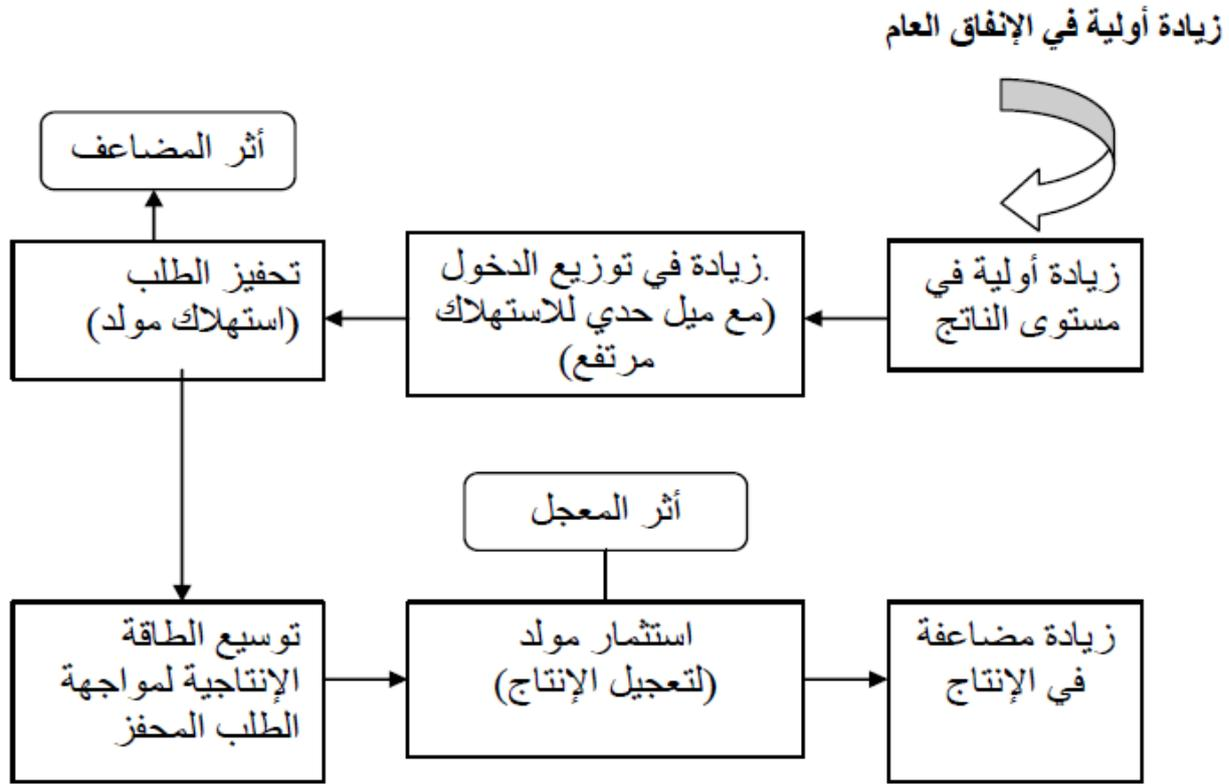 زيادة أولية في الإنفاق العام
أثر المضاعف
زيادة أولية في
مستوى الناتج
.زيادة في توزيع الدخول
(مع ميل حدي للاستهلاك
مرتفع)
تحفيز الطلب
(استهلاك مولد)
أثر المعجل
توسيع الطاقة
الإنتاجية لمواجهة
الطلب المحفز
استثمار مولد
(لتعجيل الإنتاج)
زيادة مضاعفة
في الإنتاج